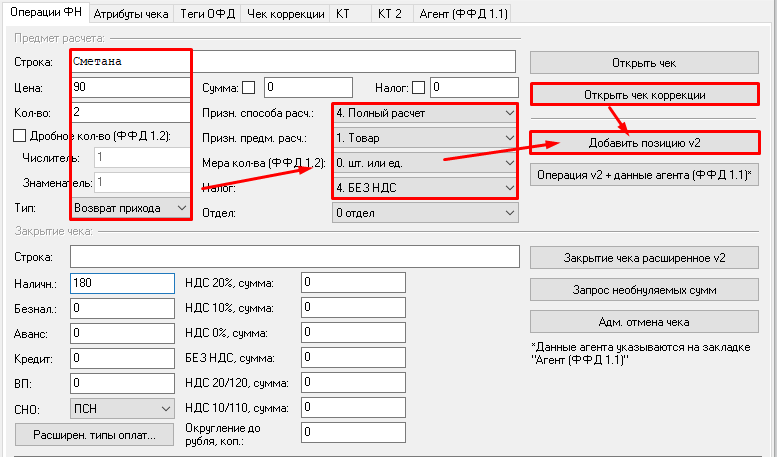 Операции ФН Атрибуты чека Теги ОФД Чек коррекции КТ КТ 2 Агент (ФФД 1.1)
Предмет расчета:
Строка: Сметана Открыть чек
Цена: 90 Сумма: 0 Налог: 0 Открыть чек коррекции
Кол-во: 2 Призн. способа расч.: 4. Полный расчет
Дробное кол-во (ФФД 1.2): Призн. предм. расч.: 1. Товар Добавить позицию v2
Числитель: 1 Мера кол-ва (ФФД 1.2): 0. шт. или ед. Операция v2 + данные агента (ФФД 1.1)*
Знаменатель: 1 Налог: 4. БЕЗ НДС
Тип: Возврат прихода Отдел: 0 отдел
Закрытие чека:
Строка: Закрытие чека расширенное v2
Наличн.: 180 НДС 20%, сумма: 0 Запрос необнуляемых сумм
Безнал.: 0 НДС 10%, сумма: 0
Аванс: 0 НДС 0%, сумма: 0 Адм. отмена чека
Кредит: 0 БЕЗ НДС, сумма: 0 *Данные агента указываются на закладке
"Агент (ФФД 1.1)"
ВП: 0 НДС 20/120, сумма: 0
СНО: ПСН НДС 10/110, сумма: 0
Расширен. типы оплат... Округление до
рубля, коп.: 0